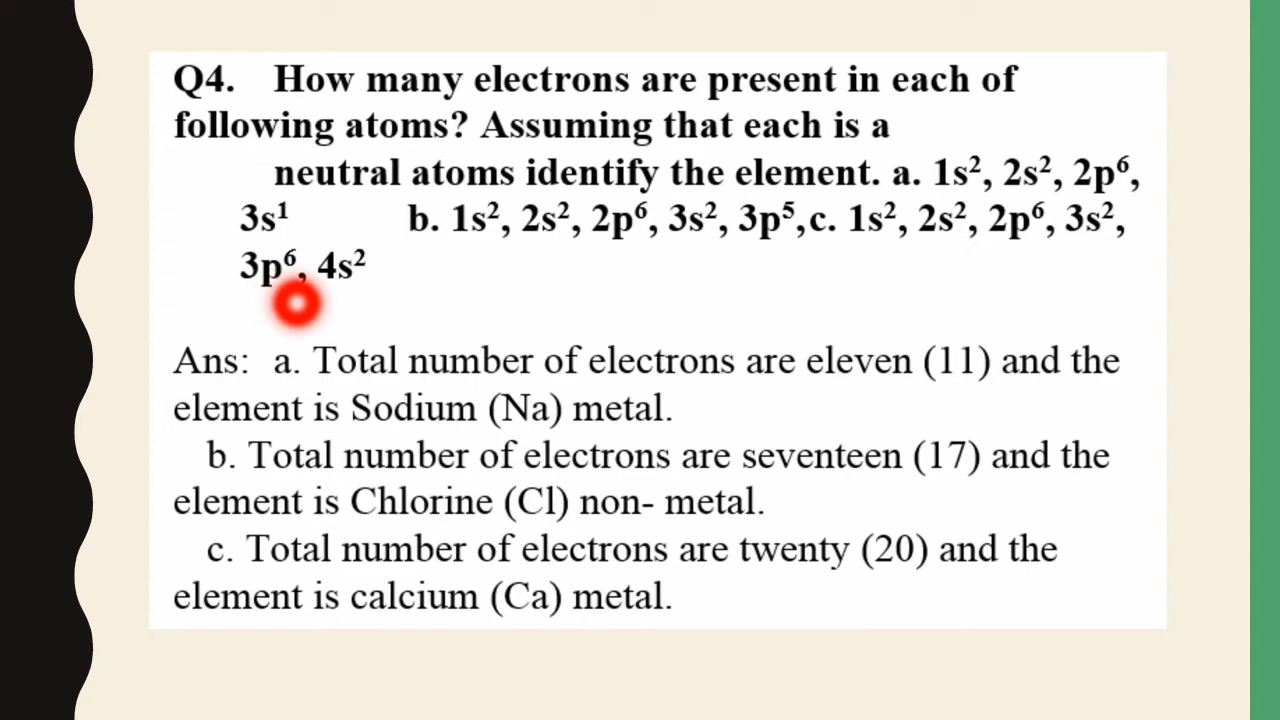 Q4. How many electrons are present in each of
following atoms? Assuming that each is a
neutral atoms identify the element. a. 1s², 2s², 2p⁶,
3s¹ b. 1s², 2s², 2p⁶, 3s², 3p⁵,c. 1s², 2s², 2p⁶, 3s²,
3p⁶, 4s²
Ans: a. Total number of electrons are eleven (11) and the
element is Sodium (Na) metal.
b. Total number of electrons are seventeen (17) and the
element is Chlorine (Cl) non- metal.
c. Total number of electrons are twenty (20) and the
element is calcium (Ca) metal.